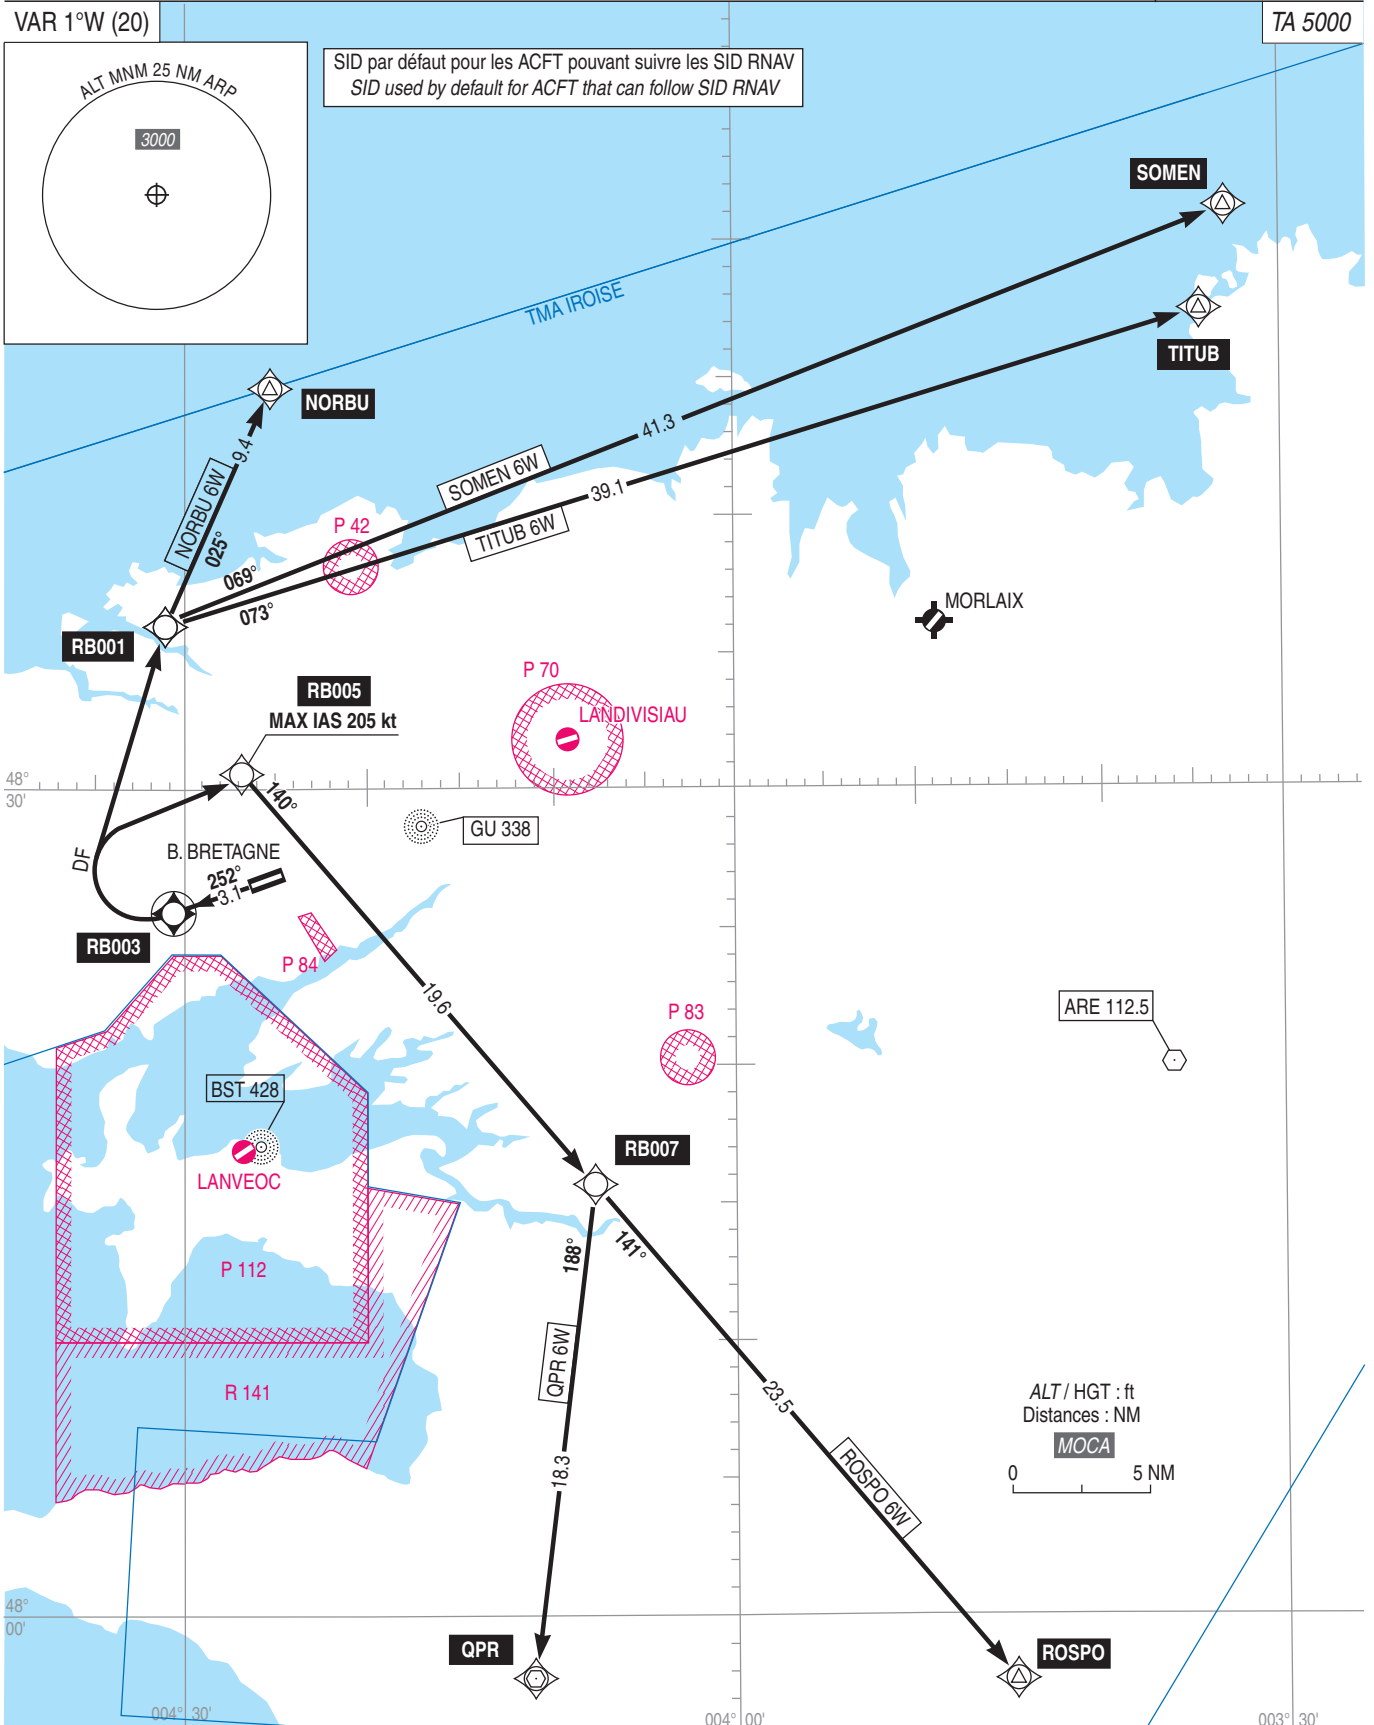 VAR 1°W (20)
TA 5000
SID par défaut pour les ACFT pouvant suivre les SID RNAV
SID used by default for ACFT that can follow SID RNAV
ALT MNM 25 NM ARP
3000
SOMEN
TMA IROISE
TITUB
NORBU
9.4
41.3
NORBU 6W
SOMEN 6W
39.1
P 42
TITUB 6W
025°
069°
073°
MORLAIX
RB001
P 70
RB005
MAX IAS 205 kt
LANDIVISIAU
48°
30'
140°
GU 338
DF
B. BRETAGNE
252°
3.1
RB003
P 84
19.6
P 83
ARE 112.5
BST 428
RB007
LANVEOC
188°
141°
P 112
QPR 6W
R 141
23.5
ALT / HGT : ft
Distances : NM
MOCA
0 5 NM
18.3
ROSPO 6W
48°
00'
QPR
ROSPO
004° 30'
004° 00'
003° 30'